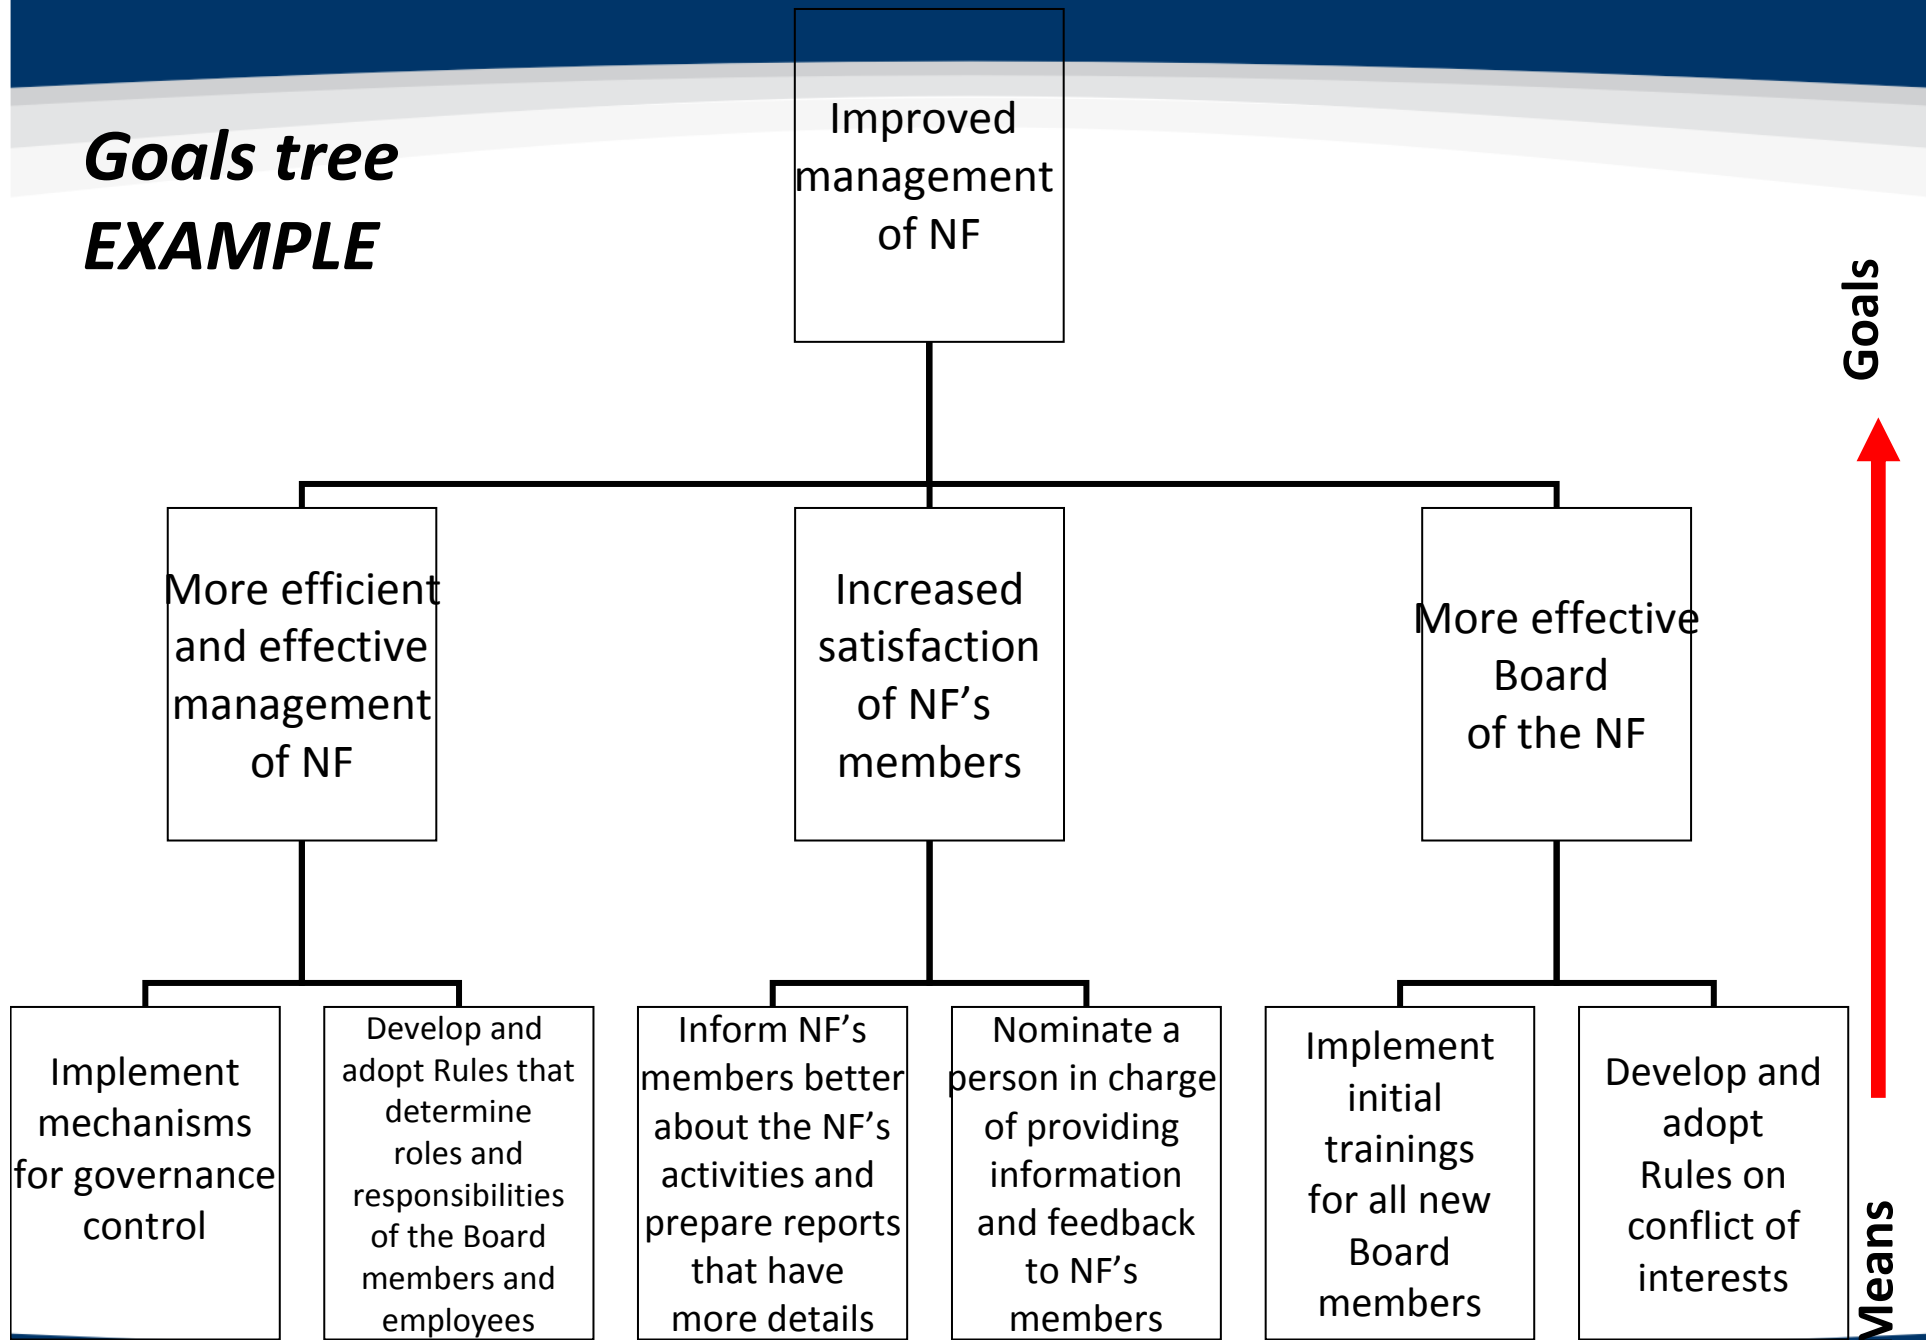 Goals tree
EXAMPLE
Improved
management
of NF
Goals
More efficient
and effective
management
of NF
Increased
satisfaction
of NF’s
members
More effective
Board
of the NF
Implement
mechanisms
for governance
control
Develop and
adopt Rules that
determine
roles and
responsibilities
of the Board
members and
employees
Inform NF’s
members better
about the NF’s
activities and
prepare reports
that have
more details
Nominate a
person in charge
of providing
information
and feedback
to NF’s
members
Implement
initial
trainings
for all new
Board
members
Develop and
adopt
Rules on
conflict of
interests
Means